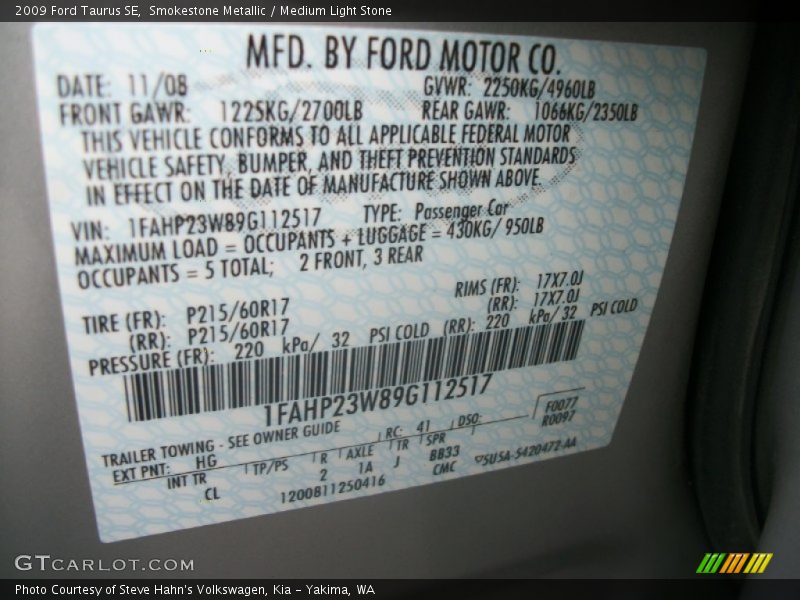 2009 Ford Taurus SE, Smokestone Metallic / Medium Light Stone
MFD. BY FORD MOTOR CO.
DATE: 11/08 GVWR: 2250KG/4960LB
FRONT GAWR: 1225KG/2700LB REAR GAWR: 1066KG/2350LB
THIS VEHICLE CONFORMS TO ALL APPLICABLE FEDERAL MOTOR
VEHICLE SAFETY, BUMPER, AND THEFT PREVENTION STANDARDS
IN EFFECT ON THE DATE OF MANUFACTURE SHOWN ABOVE.
VIN: 1FAHP23W89G112517 TYPE: Passenger Car
MAXIMUM LOAD = OCCUPANTS + LUGGAGE = 430KG/ 950LB
OCCUPANTS = 5 TOTAL; 2 FRONT, 3 REAR
TIRE (FR): P215/60R17 RIMS (FR): 17X7.0J
(RR): P215/60R17 (RR): 17X7.0J
PRESSURE (FR): 220 kPa/ 32 PSI COLD (RR): 220 kPa/ 32 PSI COLD
1FAHP23W89G112517
TRAILER TOWING - SEE OWNER GUIDE
F0077
R0097
EXT PNT: HG RC: 41 DSO:
INT TR TP/PS R AXLE TR SPR
CL 2 1A J BB33
1200811250416 CMC 5U5A-5420472-AA
GTCARLOT.COM
Photo Courtesy of Steve Hahn's Volkswagen, Kia – Yakima, WA